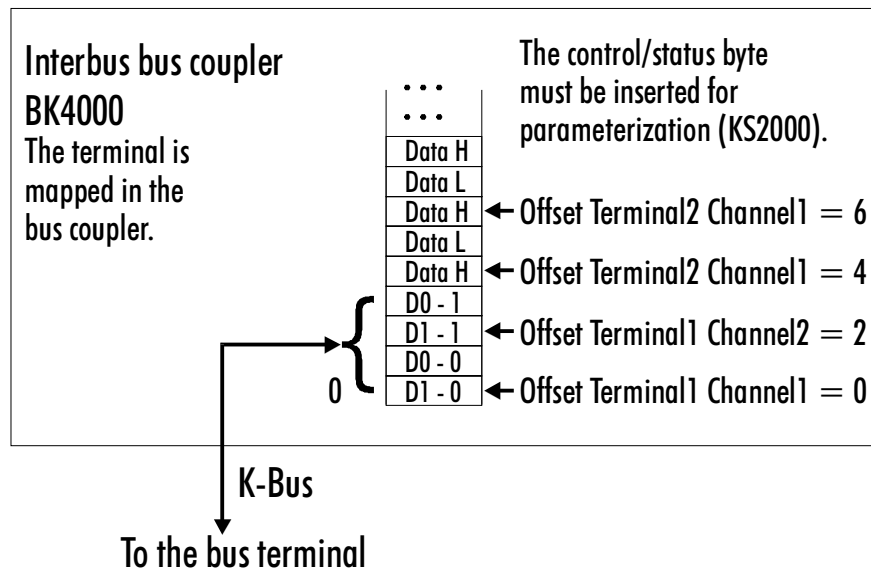 Interbus bus coupler
BK4000
The terminal is
mapped in the
bus coupler.
The control/status byte
must be inserted for
parameterization (KS2000).
...
...
Data H
Data L
Data H ← Offset Terminal2 Channel1 = 6
Data L
Data H ← Offset Terminal2 Channel1 = 4
D0 - 1
D1 - 1 ← Offset Terminal1 Channel2 = 2
D0 - 0
0 D1 - 0 ← Offset Terminal1 Channel1 = 0
K-Bus
To the bus terminal